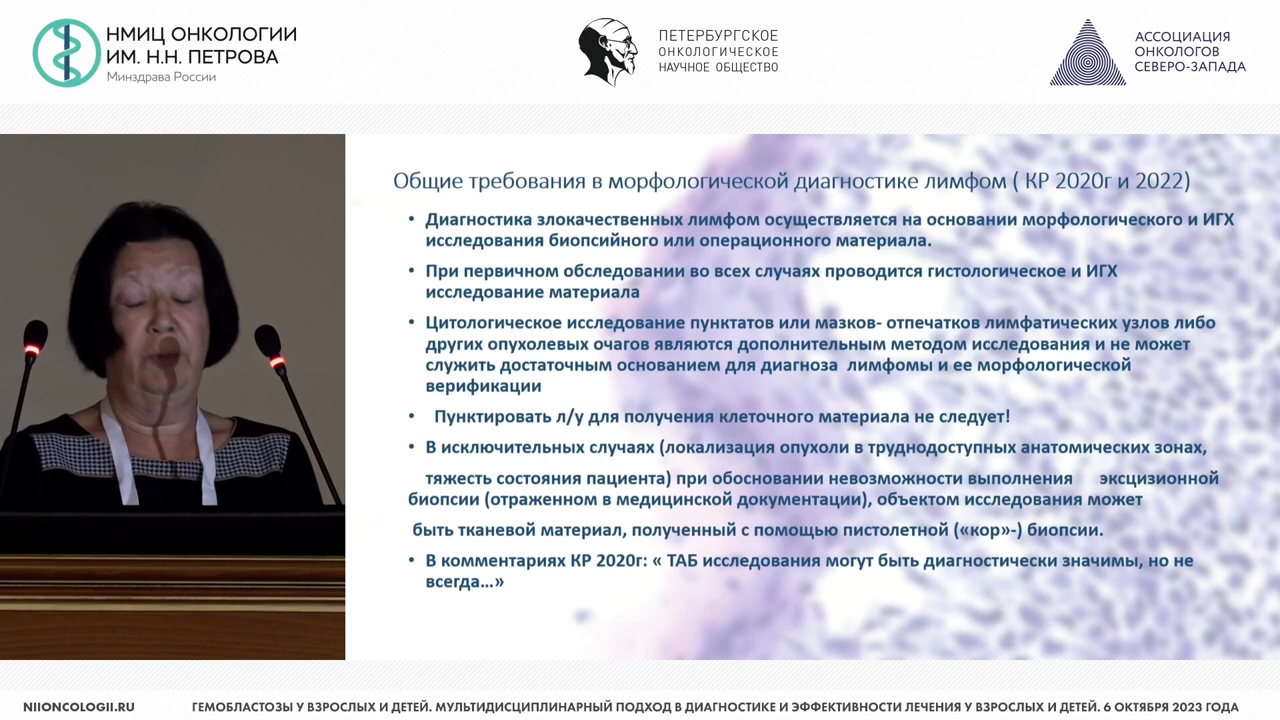 НМИЦ ОНКОЛОГИИ
ИМ. Н.Н. ПЕТРОВА
Минздрава России
ПЕТЕРБУРГСКОЕ
ОНКОЛОГИЧЕСКОЕ
НАУЧНОЕ ОБЩЕСТВО
АССОЦИАЦИЯ
ОНКОЛОГОВ
СЕВЕРО-ЗАПАДА
Общие требования в морфологической диагностике лимфом ( КР 2020г и 2022)
• Диагностика злокачественных лимфом осуществляется на основании морфологического и ИГХ
исследования биопсийного или операционного материала.
• При первичном обследовании во всех случаях проводится гистологическое и ИГХ
исследование материала
• Цитологическое исследование пунктатов или мазков- отпечатков лимфатических узлов либо
других опухолевых очагов являются дополнительным методом исследования и не может
служить достаточным основанием для диагноза лимфомы и ее морфологической
верификации
• Пунктировать л/у для получения клеточного материала не следует!
• В исключительных случаях (локализация опухоли в труднодоступных анатомических зонах,
тяжесть состояния пациента) при обосновании невозможности выполнения эксцизионной
биопсии (отраженном в медицинской документации), объектом исследования может
быть тканевой материал, полученный с помощью пистолетной («кор»-) биопсии.
• В комментариях КР 2020г: « ТАБ исследования могут быть диагностически значимы, но не
всегда…»
NIIONCOLOGII.RU
ГЕМОБЛАСТОЗЫ У ВЗРОСЛЫХ И ДЕТЕЙ. МУЛЬТИДИСЦИПЛИНАРНЫЙ ПОДХОД В ДИАГНОСТИКЕ И ЭФФЕКТИВНОСТИ ЛЕЧЕНИЯ У ВЗРОСЛЫХ И ДЕТЕЙ. 6 ОКТЯБРЯ 2023 ГОДА